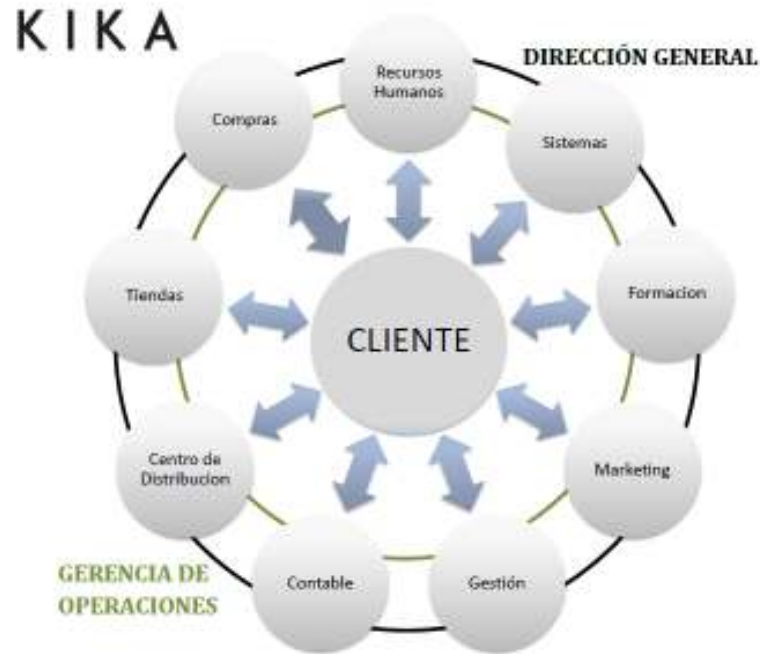 KIKA
DIRECCIÓN GENERAL
Recursos
Humanos
Compras
Sistemas
Tiendas
Formacion
CLIENTE
Centro de
Distribucion
Marketing
Contable
Gestión
GERENCIA DE
OPERACIONES